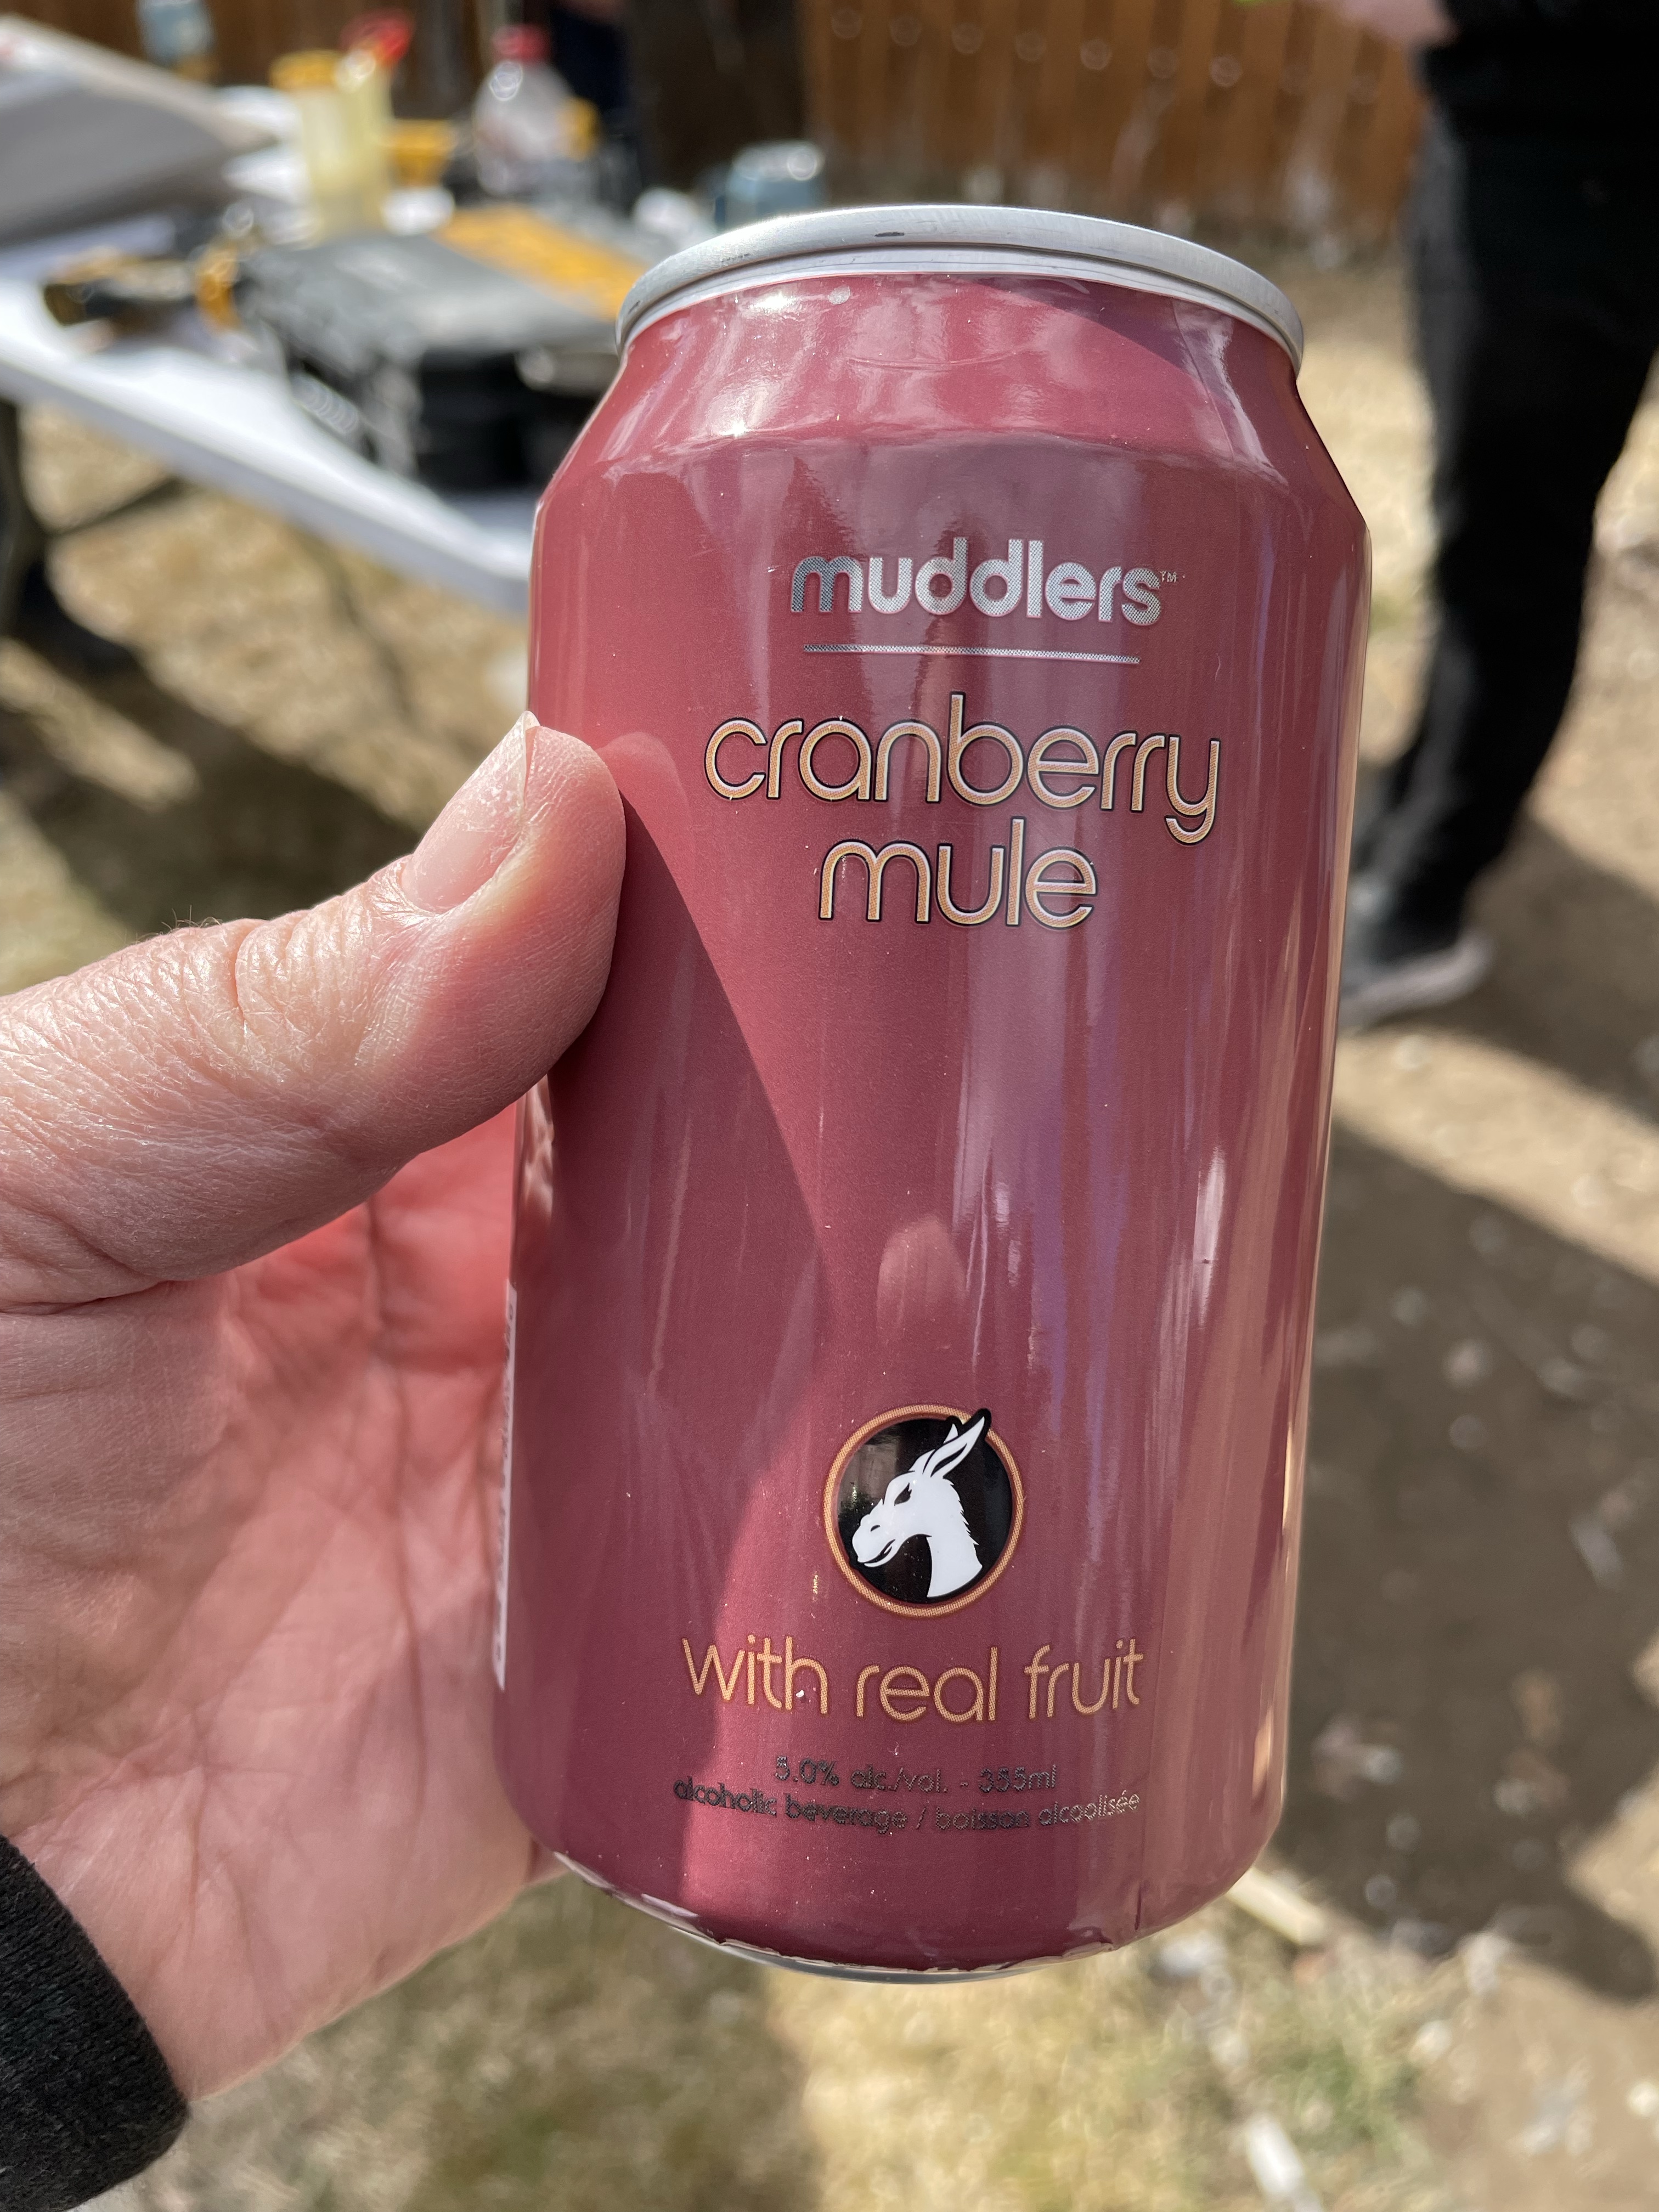 muddlers™
cranberry
mule
with real fruit
5.0% alc./vol. - 355ml
alcoholic beverage / boisson alcoolisée